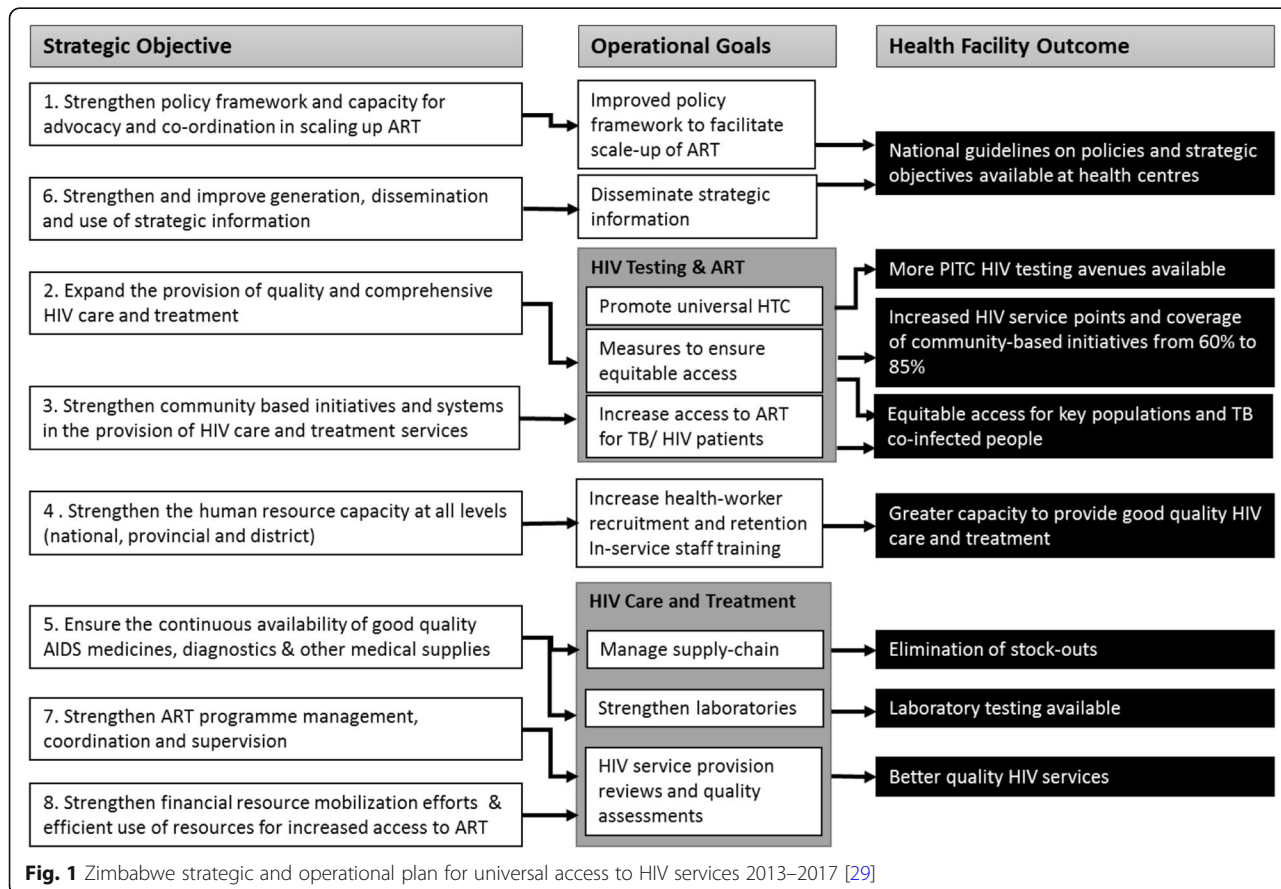 Strategic Objective
Operational Goals
Health Facility Outcome
1. Strengthen policy framework and capacity for
advocacy and co-ordination in scaling up ART
Improved policy
framework to facilitate
scale-up of ART
National guidelines on policies and strategic
objectives available at health centres
6. Strengthen and improve generation, dissemination
and use of strategic information
Disseminate strategic
information
HIV Testing & ART
2. Expand the provision of quality and comprehensive
HIV care and treatment
Promote universal HTC
More PITC HIV testing avenues available
Measures to ensure
equitable access
Increased HIV service points and coverage
of community-based initiatives from 60% to
85%
3. Strengthen community based initiatives and systems
in the provision of HIV care and treatment services
Increase access to ART
for TB/ HIV patients
Equitable access for key populations and TB
co-infected people
4 . Strengthen the human resource capacity at all levels
(national, provincial and district)
Increase health-worker
recruitment and retention
In-service staff training
Greater capacity to provide good quality HIV
care and treatment
HIV Care and Treatment
5. Ensure the continuous availability of good quality
AIDS medicines, diagnostics & other medical supplies
Manage supply-chain
Elimination of stock-outs
Strengthen laboratories
Laboratory testing available
7. Strengthen ART programme management,
coordination and supervision
HIV service provision
reviews and quality
assessments
Better quality HIV services
8. Strengthen financial resource mobilization efforts &
efficient use of resources for increased access to ART
Fig. 1 Zimbabwe strategic and operational plan for universal access to HIV services 2013–2017 [29]